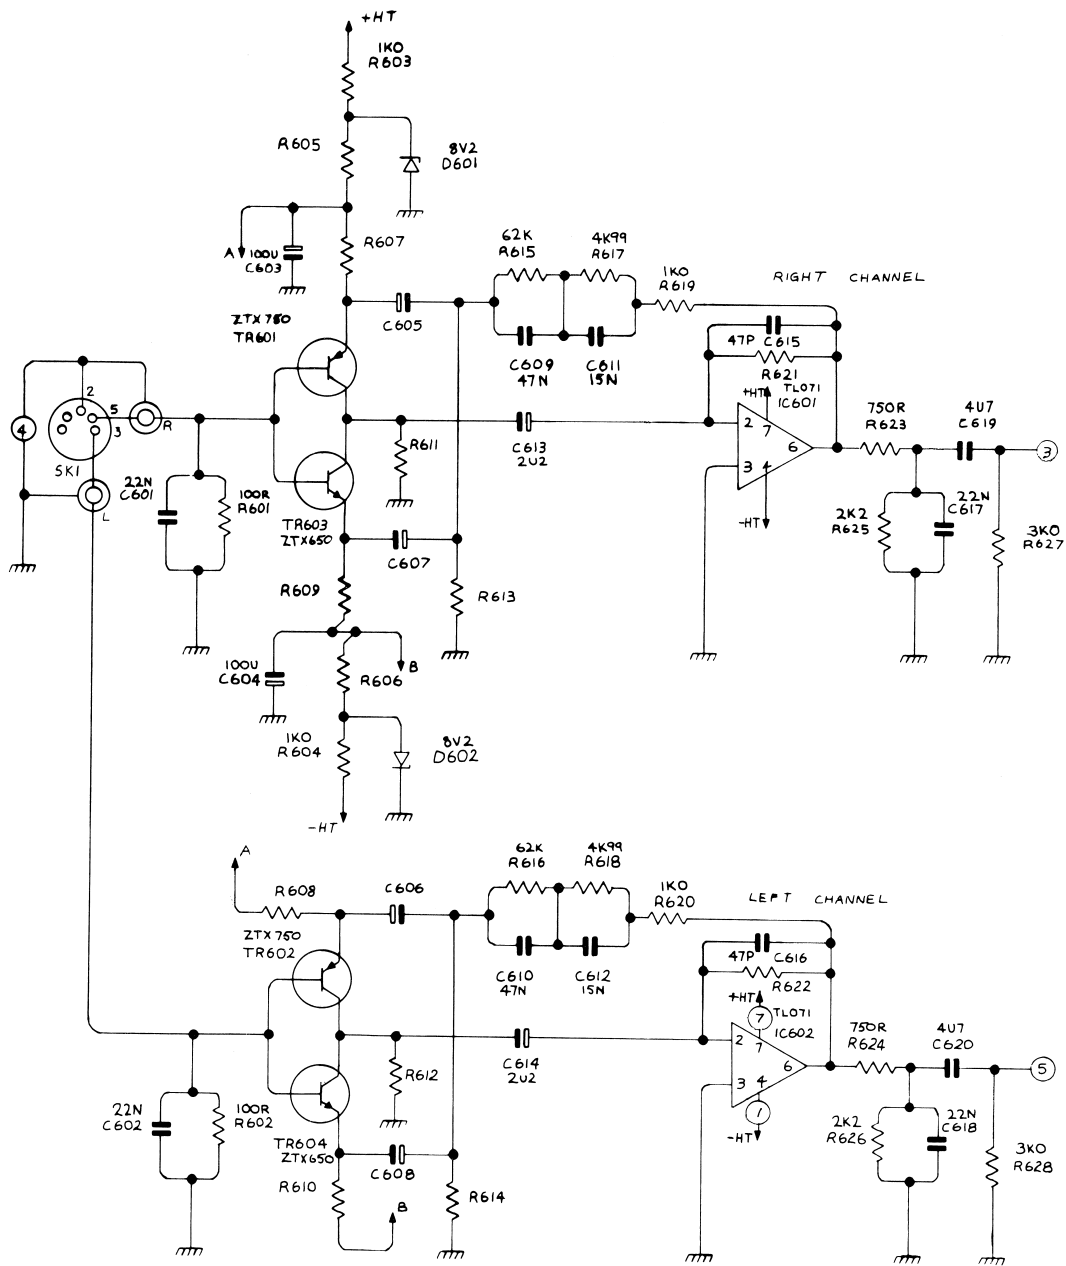 +HT
1K0
R603
R605
8V2
D601
A
100U
C603
R607
C605
62K
R615
4K99
R617
1K0
R619
RIGHT CHANNEL
ZTX750
TR601
C609
47N
C611
15N
47P
C615
R621
+HT
TL071
IC601
2
5
3
4
SK1
R
L
22N
C601
100R
R601
TR603
ZTX650
R611
C613
2U2
2
7
6
3
4
-HT
750R
R623
4U7
C619
3
2K2
R625
22N
C617
3K0
R627
C607
R609
R613
100U
C604
B
R606
1K0
R604
8V2
D602
-HT
A
R608
C606
62K
R616
4K99
R618
1K0
R620
LEFT CHANNEL
ZTX750
TR602
C610
47N
C612
15N
47P
C616
R622
+HT
7
TL071
IC602
2
7
6
3
4
1
-HT
R612
C614
2U2
750R
R624
4U7
C620
5
22N
C602
100R
R602
TR604
ZTX650
C608
R610
B
R614
2K2
R626
22N
C618
3K0
R628